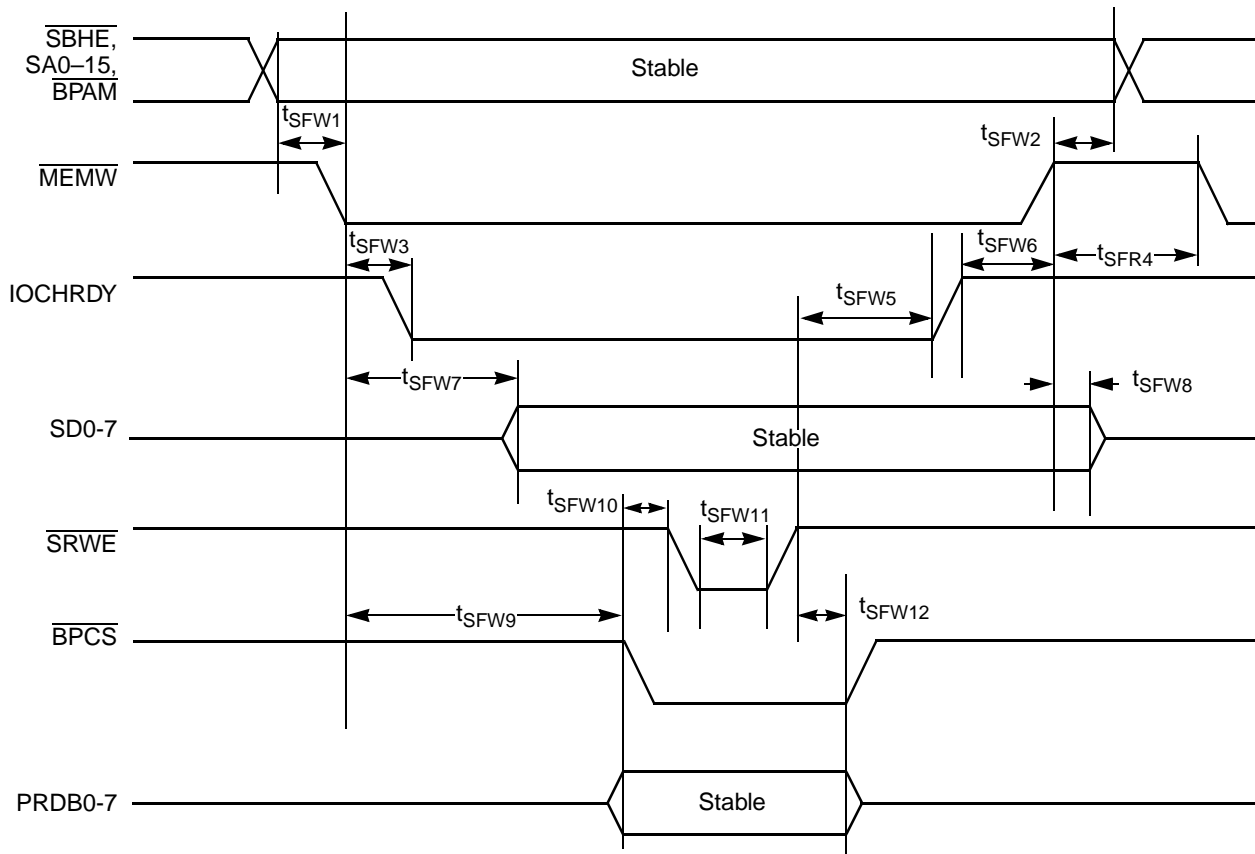 SBHE,
SA0–15,
BPAM
Stable
tSFW1
tSFW2
MEMW
tSFW3
tSFW6
tSFR4
IOCHRDY
tSFW5
tSFW7
tSFW8
SD0-7
Stable
tSFW10
tSFW11
SRWE
tSFW9
tSFW12
BPCS
PRDB0-7
Stable